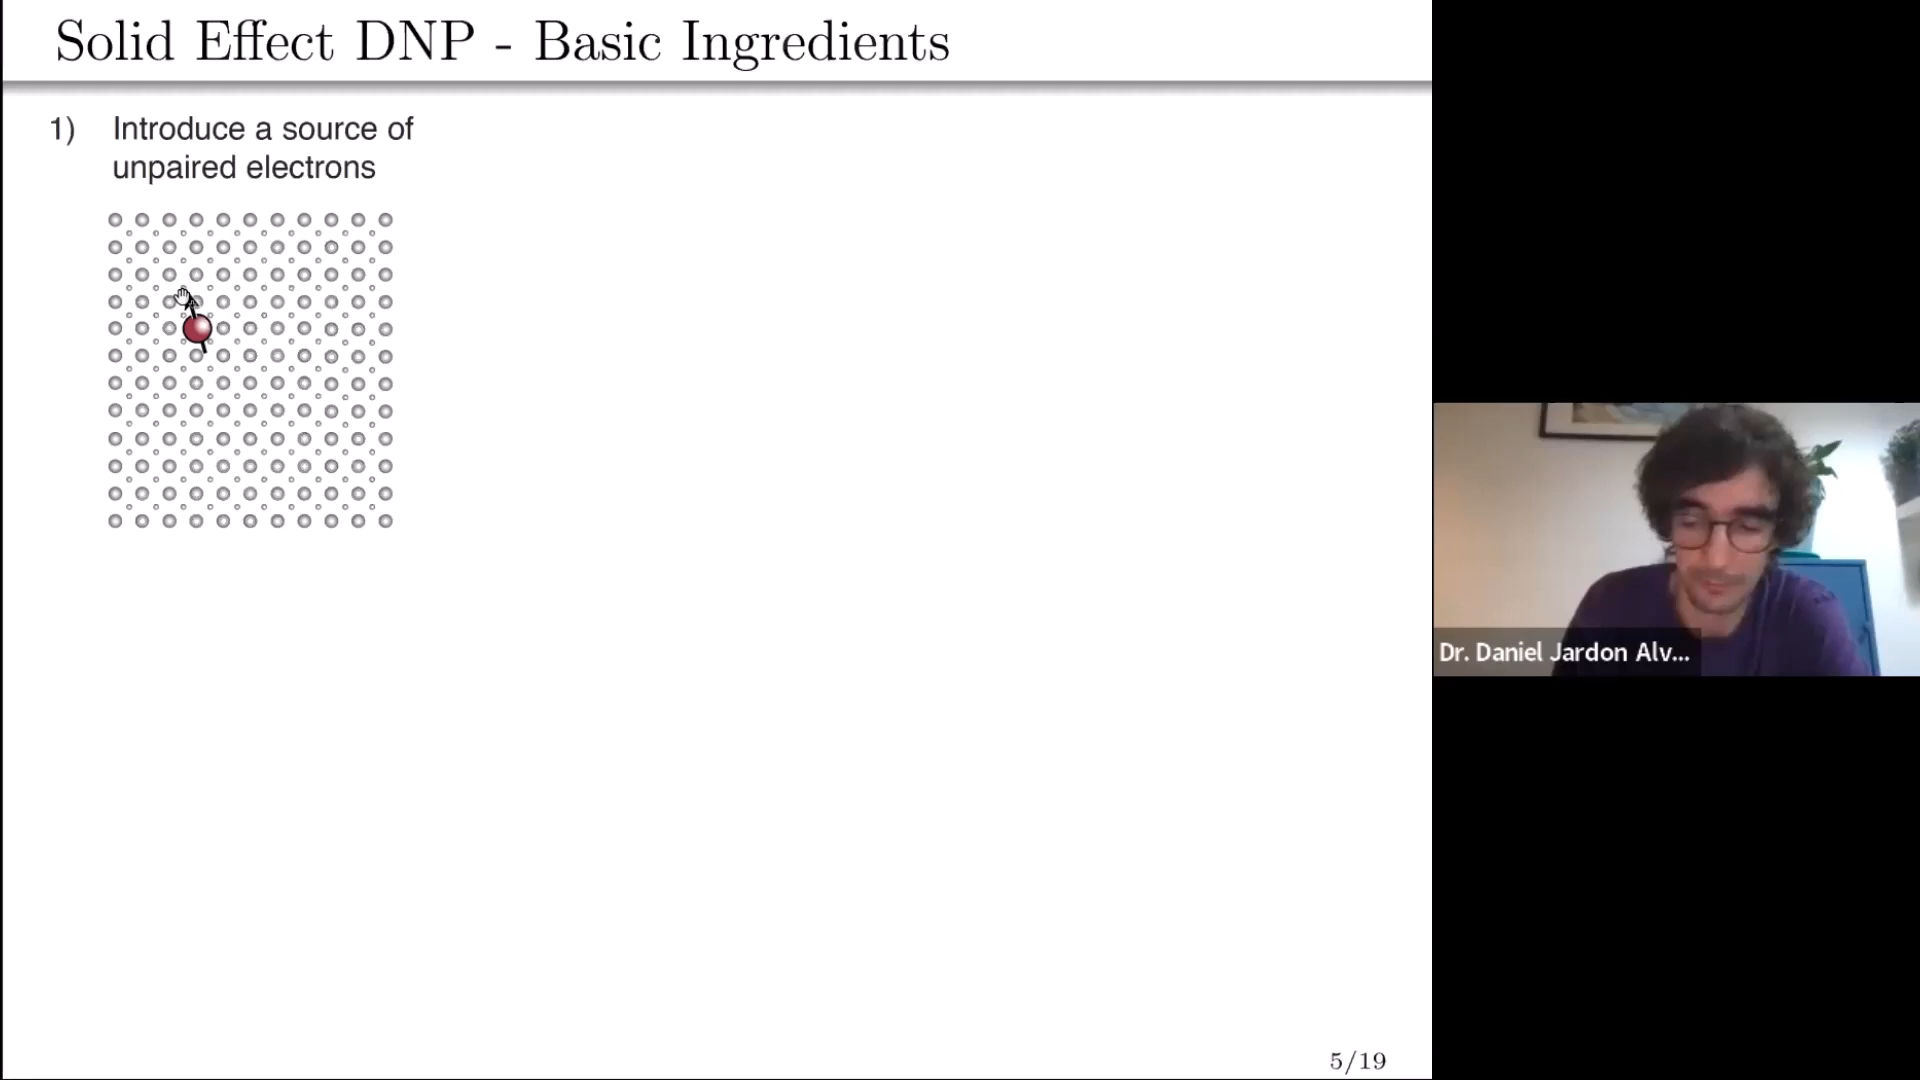 Solid Effect DNP - Basic Ingredients
1) Introduce a source of
unpaired electrons
Dr. Daniel Jardon Alv...
5/19